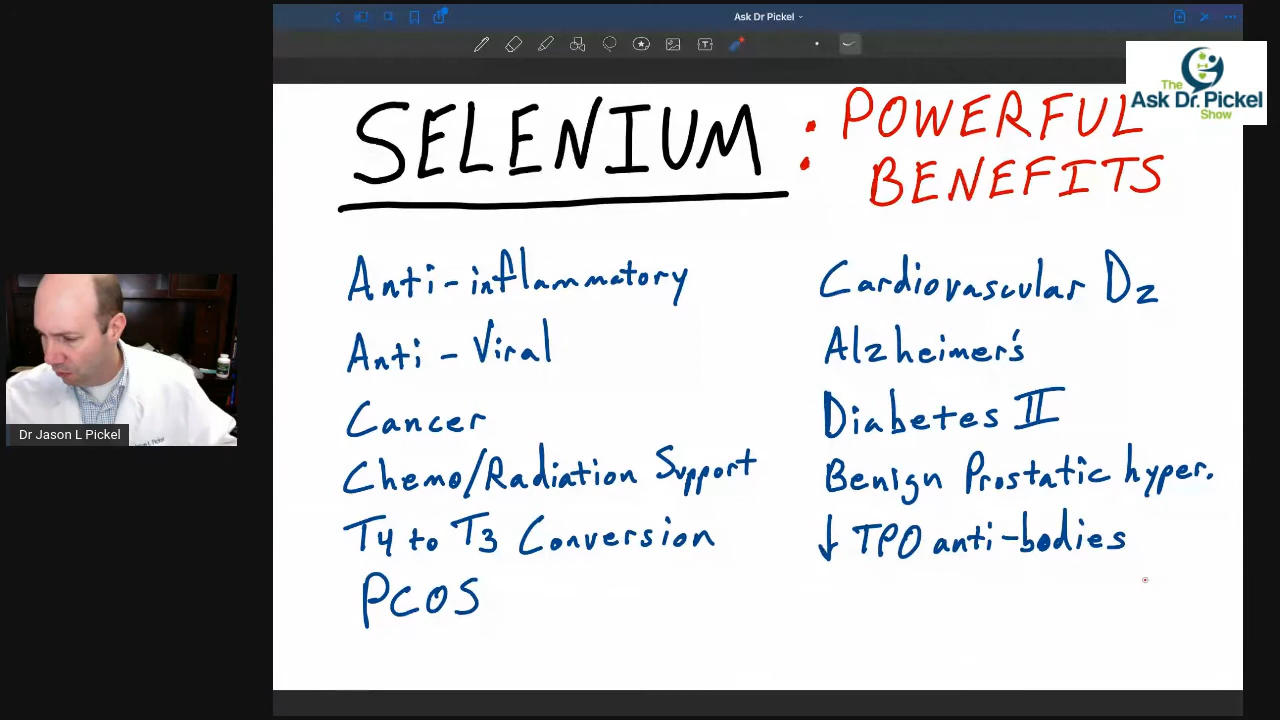 Ask Dr Pickel
The
Ask Dr. Pickel
Show
SELENIUM : POWERFUL
BENEFITS
Anti-inflammatory
Anti-Viral
Cancer
Chemo/Radiation Support
T4 to T3 Conversion
PCOS
Cardiovascular Dz
Alzheimer's
Diabetes II
Benign Prostatic hyper.
↓ TPO anti-bodies
Dr Jason L Pickel